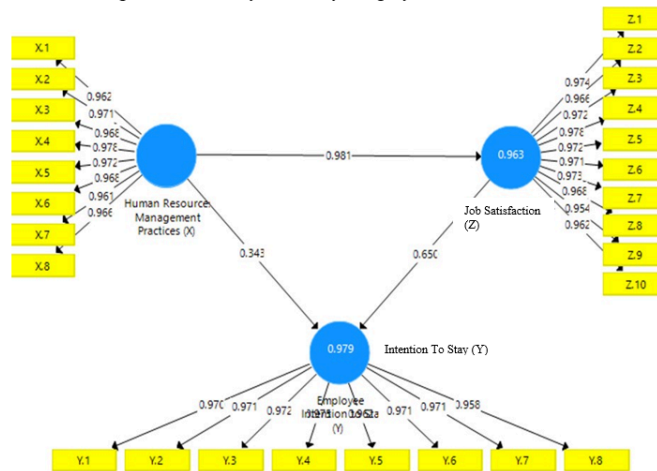 X.1
X.2
X.3
X.4
X.5
X.6
X.7
X.8
0.962
0.971
0.968
0.978
0.972
0.968
0.961
0.966
Human Resource
Management
Practices (X)
0.981
0.343
0.650
0.963
Job Satisfaction
(Z)
0.974
0.966
0.972
0.978
0.972
0.971
0.973
0.968
0.954
0.962
Z.1
Z.2
Z.3
Z.4
Z.5
Z.6
Z.7
Z.8
Z.9
Z.10
0.979
Intention To Stay (Y)
Employee
Intention to Sta
(Y)
0.970
0.971
0.972
0.971
0.971
0.958
Y.1
Y.2
Y.3
Y.4
Y.5
Y.6
Y.7
Y.8